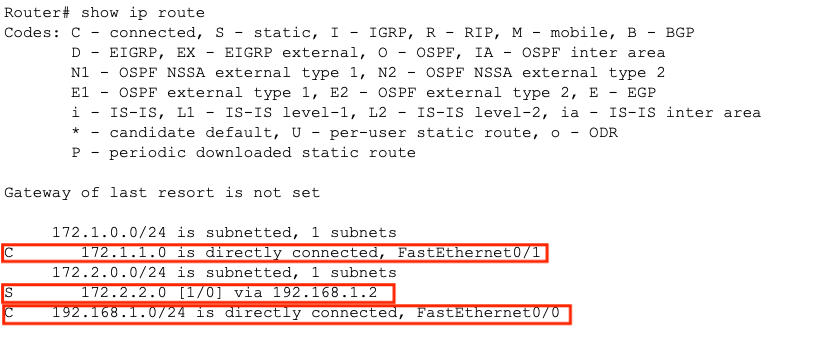 Router# show ip route
Codes: C - connected, S - static, I - IGRP, R - RIP, M - mobile, B - BGP
D - EIGRP, EX - EIGRP external, O - OSPF, IA - OSPF inter area
N1 - OSPF NSSA external type 1, N2 - OSPF NSSA external type 2
E1 - OSPF external type 1, E2 - OSPF external type 2, E - EGP
i - IS-IS, L1 - IS-IS level-1, L2 - IS-IS level-2, ia - IS-IS inter area
* - candidate default, U - per-user static route, o - ODR
P - periodic downloaded static route
Gateway of last resort is not set
172.1.0.0/24 is subnetted, 1 subnets
C 172.1.1.0 is directly connected, FastEthernet0/1
172.2.0.0/24 is subnetted, 1 subnets
S 172.2.2.0 [1/0] via 192.168.1.2
C 192.168.1.0/24 is directly connected, FastEthernet0/0